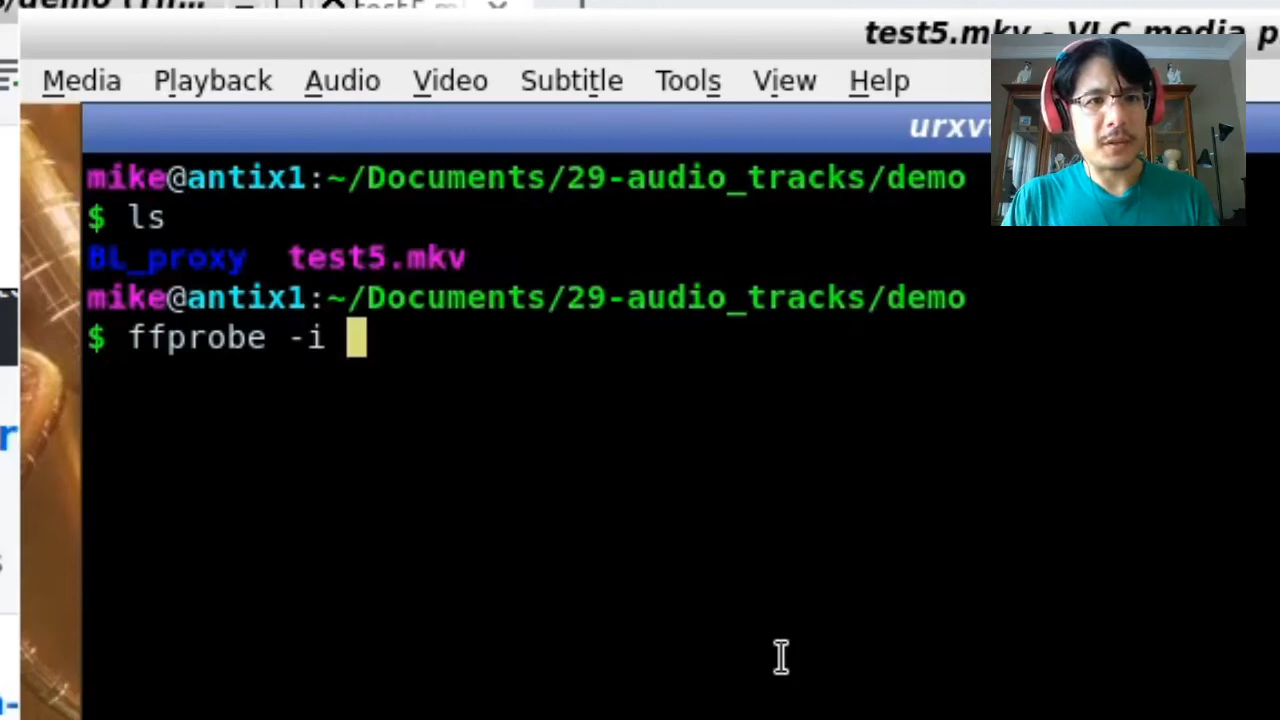 test5.m
test5.mkv - VLC media p
Media Playback Audio Video Subtitle Tools View Help
urxv
mike@antix1:~/Documents/29-audio_tracks/demo
$ ls
BL_proxy test5.mkv
mike@antix1:~/Documents/29-audio_tracks/demo
$ ffprobe -i